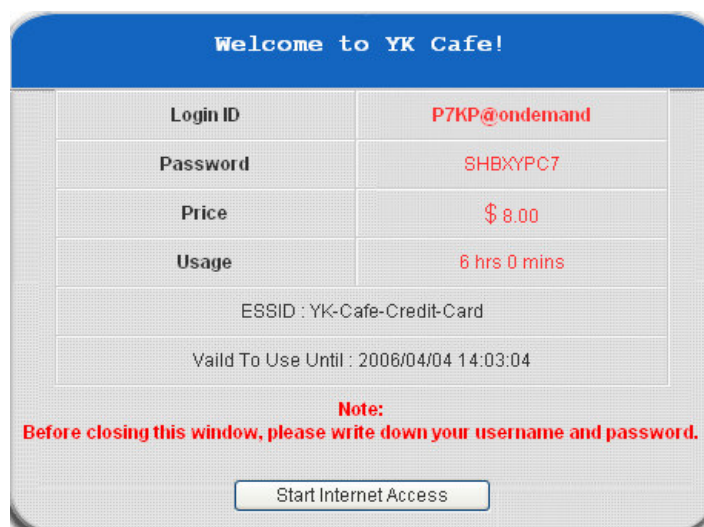 Welcome to YK Cafe!
Login ID P7KP@ondemand
Password SHBXYPC7
Price $ 8.00
Usage 6 hrs 0 mins
ESSID : YK-Cafe-Credit-Card
Vaild To Use Until : 2006/04/04 14:03:04
Note:
Before closing this window, please write down your username and password.
Start Internet Access